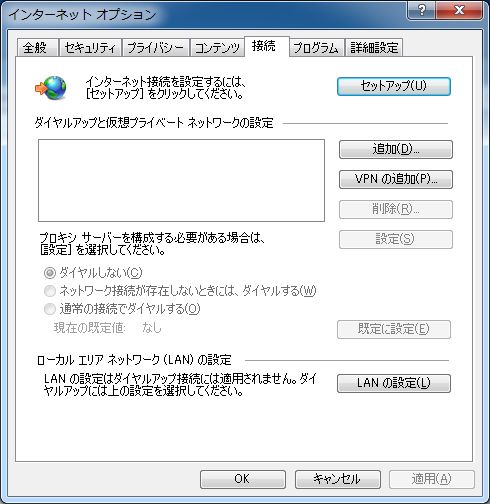 インターネット オプション
全般 セキュリティ プライバシー コンテンツ 接続 プログラム 詳細設定
インターネット接続を設定するには、
[セットアップ] をクリックしてください。
セットアップ(U)
ダイヤルアップと仮想プライベート ネットワークの設定
追加(D)...
VPN の追加(P)...
削除(R)...
プロキシ サーバーを構成する必要がある場合は、
[設定] を選択してください。
設定(S)
ダイヤルしない(C)
ネットワーク接続が存在しないときには、ダイヤルする(W)
通常の接続でダイヤルする(O)
現在の既定値: なし
既定に設定(E)
ローカル エリア ネットワーク (LAN) の設定
LAN の設定はダイヤルアップ接続には適用されません。ダイ
ヤルアップには上の設定を選択してください。
LAN の設定(L)
OK キャンセル 適用(A)